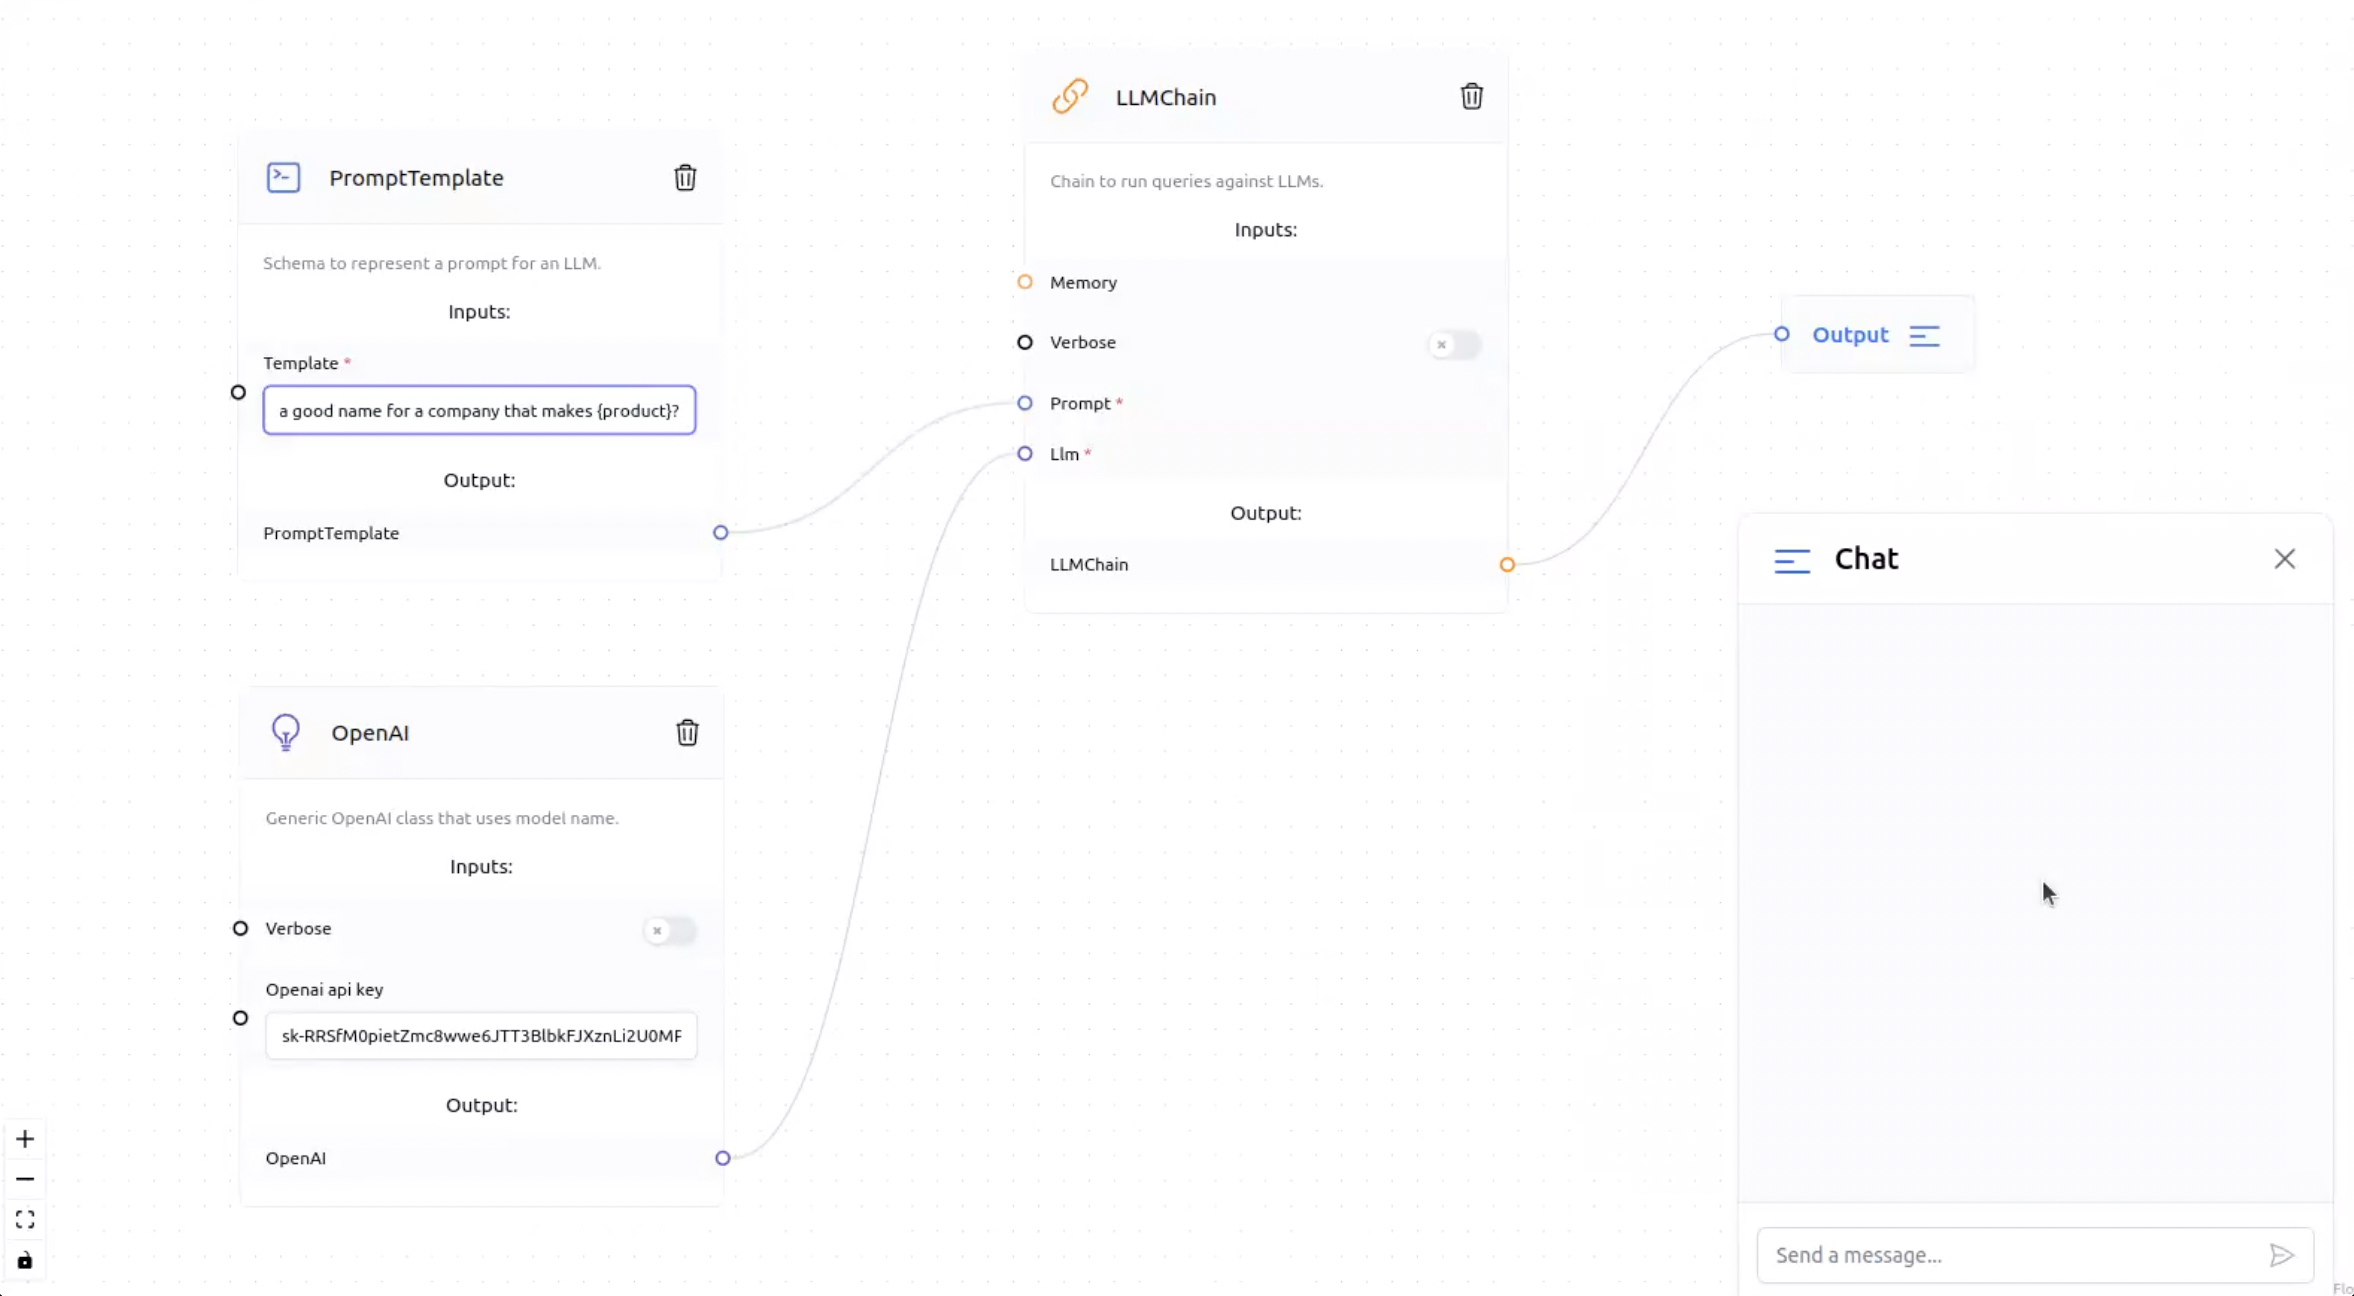 PromptTemplate
Schema to represent a prompt for an LLM.
Inputs:
Template *
a good name for a company that makes {product}?
Output:
PromptTemplate
OpenAI
Generic OpenAI class that uses model name.
Inputs:
Verbose
Openai api key
Output:
OpenAI
LLMChain
Chain to run queries against LLMs.
Inputs:
Memory
Verbose
Prompt *
Llm *
Output:
LLMChain
Output
Chat
Send a message...
Flo